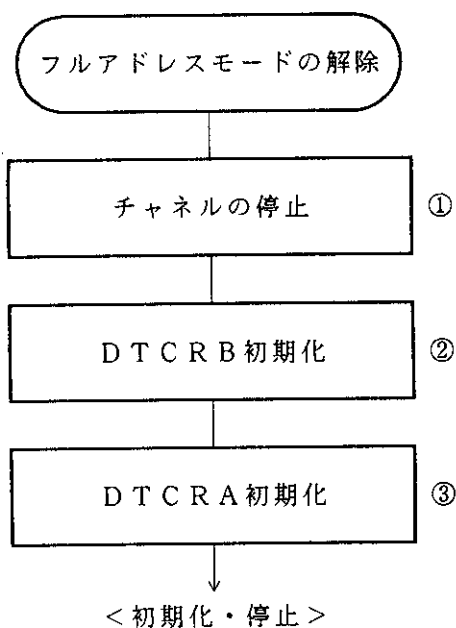 フルアドレスモードの解除
チャネルの停止 ①
DTCRB初期化 ②
DTCRA初期化 ③
<初期化・停止>